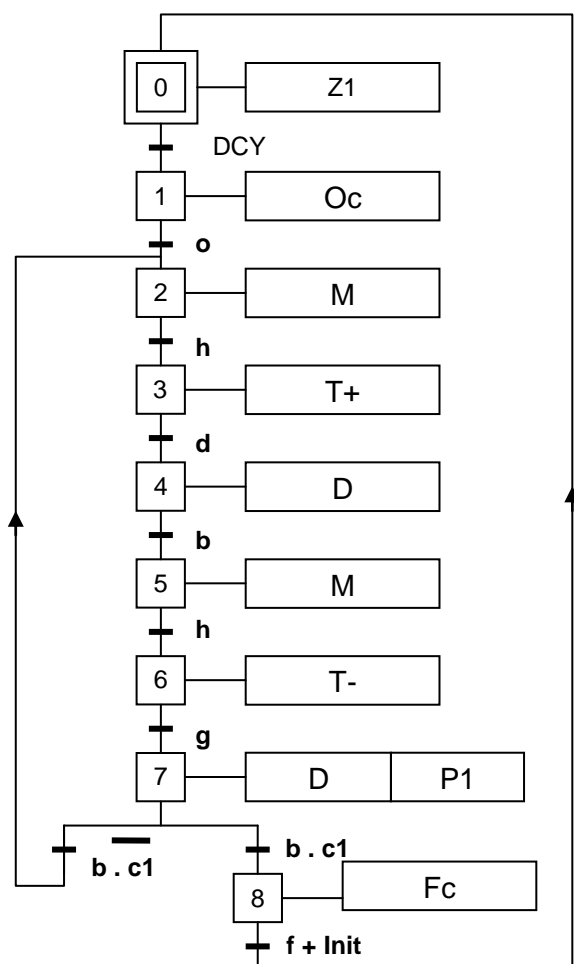 0 Z1
DCY
1 Oc
o
2 M
h
3 T+
d
4 D
b
5 M
h
6 T-
g
7 D P1
b . c1 b . c1
8 Fc
f + Init